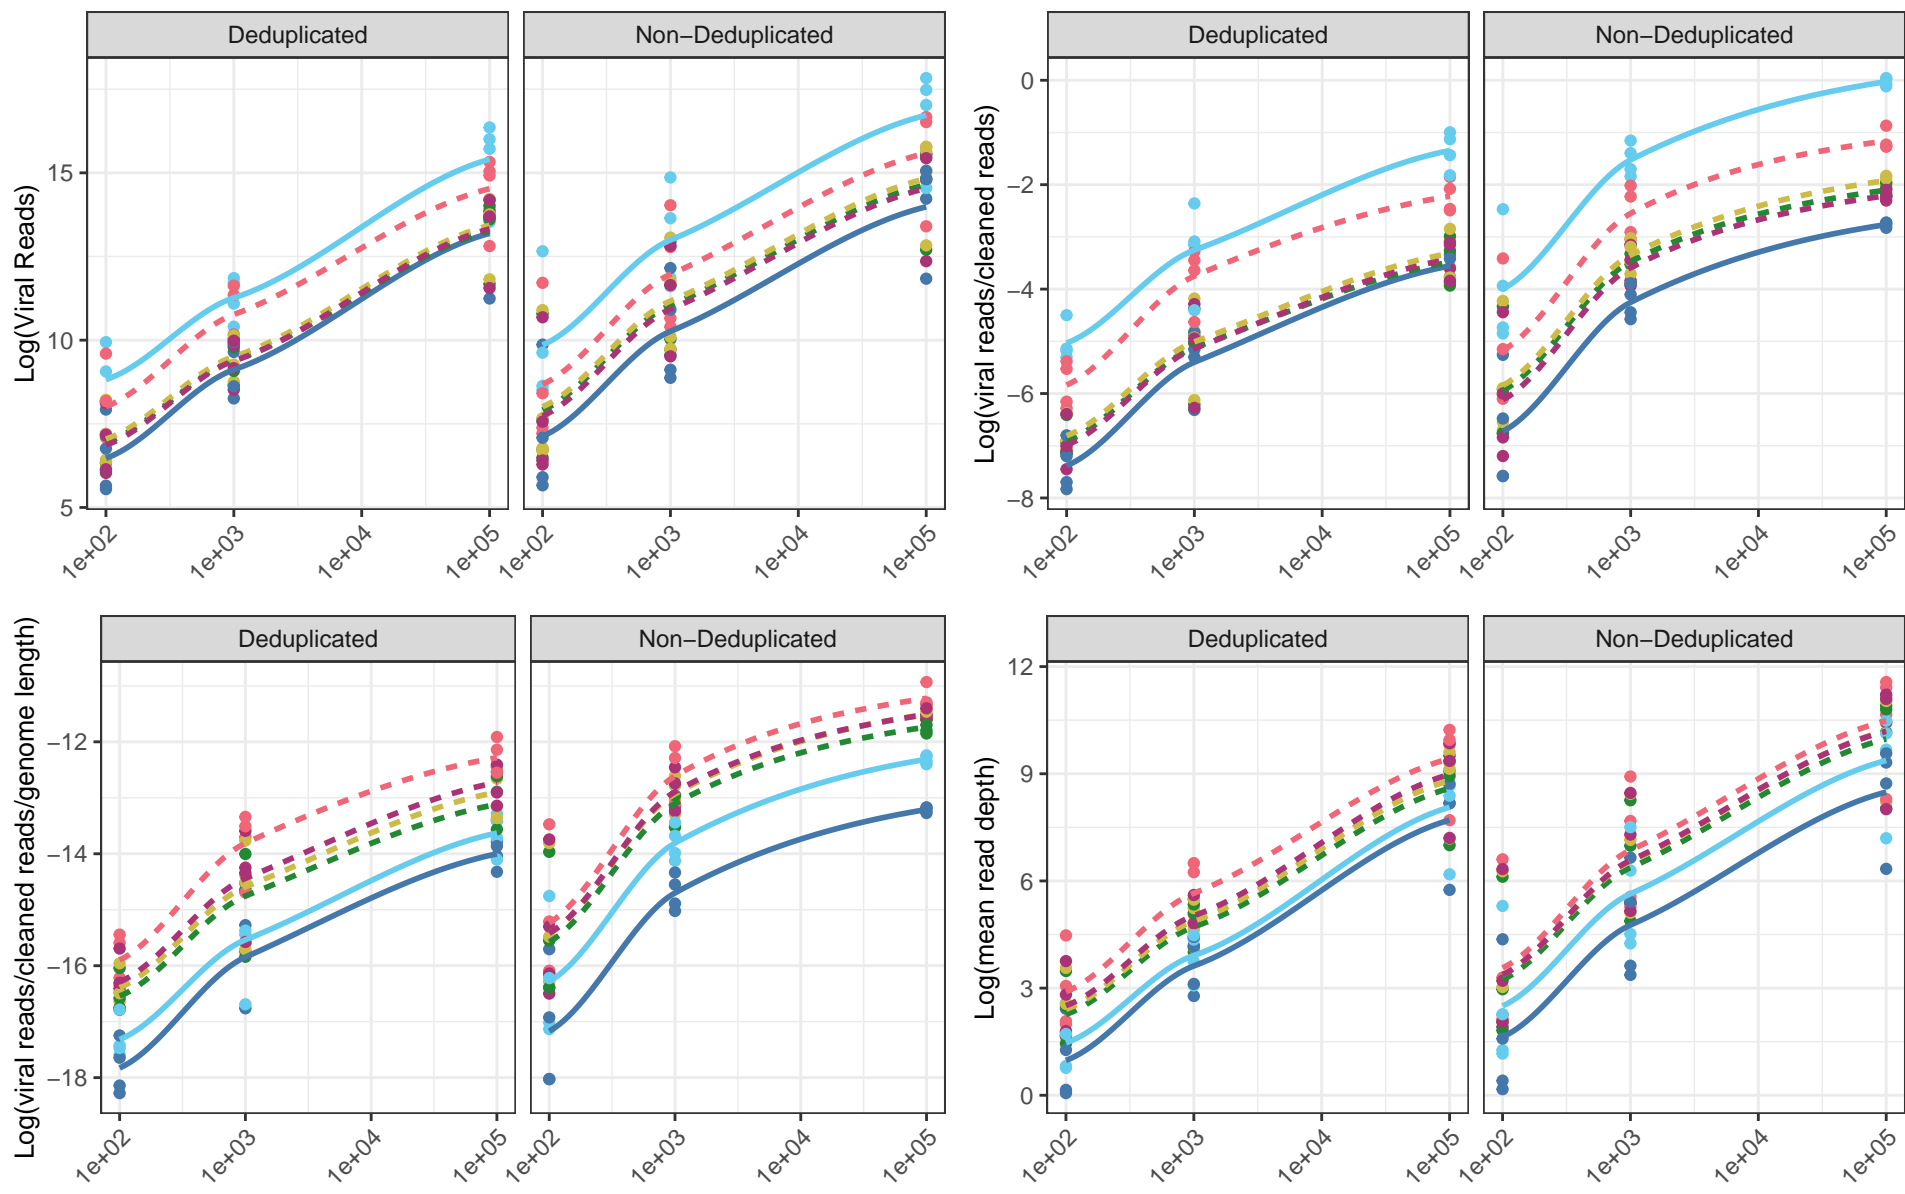 Deduplicated
Non−Deduplicated
Log(Viral Reads)
15
10
5
1e+02
1e+03
1e+04
1e+05
1e+02
1e+03
1e+04
1e+05
Deduplicated
Non−Deduplicated
Log(viral reads/cleaned reads)
0
−2
−4
−6
−8
1e+02
1e+03
1e+04
1e+05
1e+02
1e+03
1e+04
1e+05
Deduplicated
Non−Deduplicated
Log(viral reads/cleaned reads/genome length)
−12
−14
−16
−18
1e+02
1e+03
1e+04
1e+05
1e+02
1e+03
1e+04
1e+05
Deduplicated
Non−Deduplicated
Log(mean read depth)
12
9
6
3
0
1e+02
1e+03
1e+04
1e+05
1e+02
1e+03
1e+04
1e+05